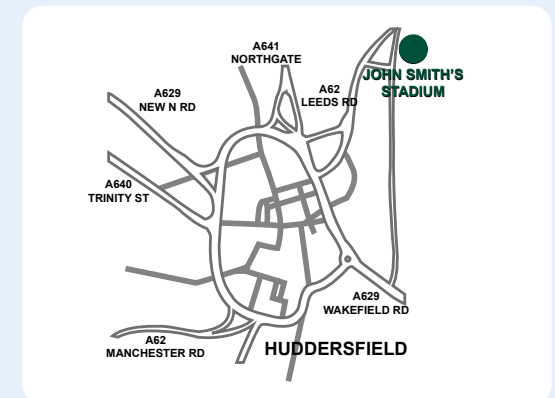 A641
NORTHGATE
A62
LEEDS RD
JOHN SMITH'S
STADIUM
A629
NEW N RD
A640
TRINITY ST
A629
WAKEFIELD RD
A62
MANCHESTER RD
HUDDERSFIELD